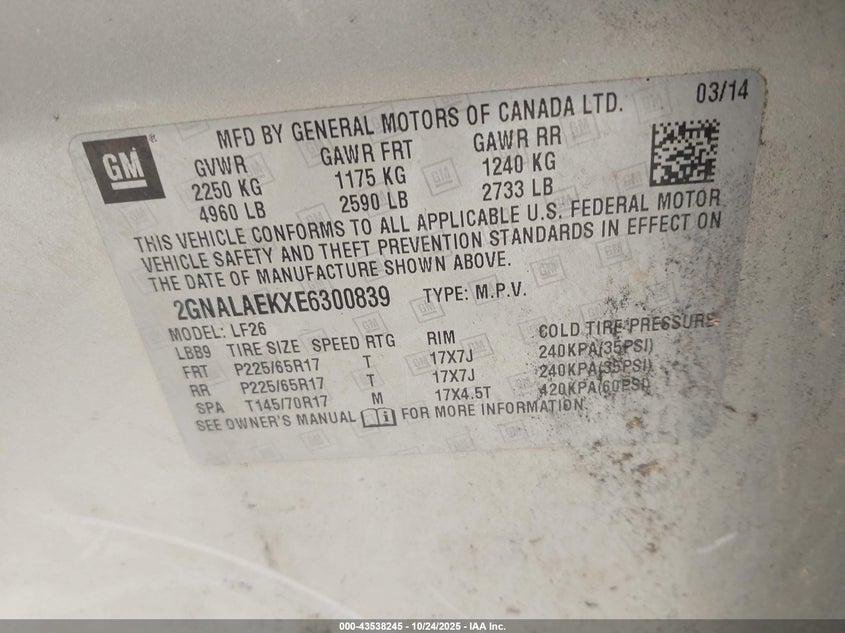 03/14
MFD BY GENERAL MOTORS OF CANADA LTD.
GM
GVWR GAWR FRT GAWR RR
2250 KG 1175 KG 1240 KG
4960 LB 2590 LB 2733 LB
THIS VEHICLE CONFORMS TO ALL APPLICABLE U.S. FEDERAL MOTOR
VEHICLE SAFETY AND THEFT PREVENTION STANDARDS IN EFFECT ON
THE DATE OF MANUFACTURE SHOWN ABOVE.
2GNALAEKXE6300839 TYPE: M.P.V.
MODEL: LF26
LBB9 TIRE SIZE SPEED RTG RIM COLD TIRE PRESSURE
FRT P225/65R17 T 17X7J 240KPA(35PSI)
RR P225/65R17 T 17X7J 240KPA(35PSI)
SPA T145/70R17 M 17X4.5T 420KPA(60PSI)
SEE OWNER'S MANUAL FOR MORE INFORMATION.
000-43538245 - 10/24/2025 - IAA Inc.